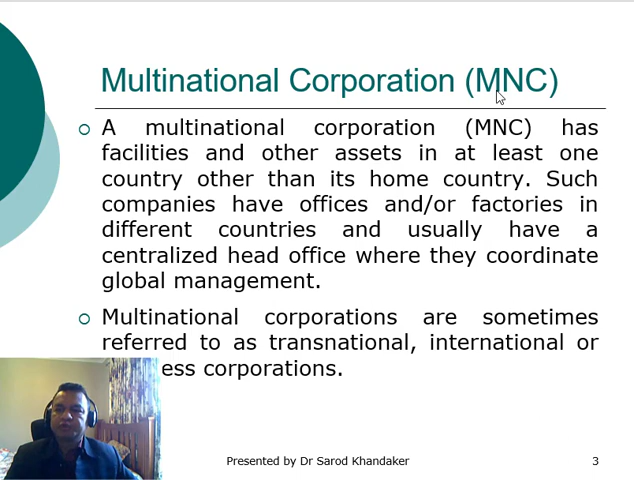 Multinational Corporation (MNC)
A multinational corporation (MNC) has
facilities and other assets in at least one
country other than its home country. Such
companies have offices and/or factories in
different countries and usually have a
centralized head office where they coordinate
global management.
Multinational corporations are sometimes
referred to as transnational, international or
ess corporations.
Presented by Dr Sarod Khandaker
3